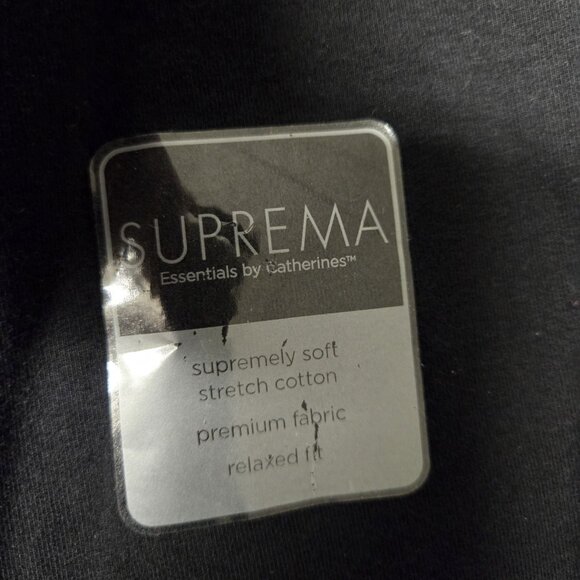 SUPREMA
Essentials by Catherines™
supremely soft
stretch cotton
premium fabric
relaxed fit